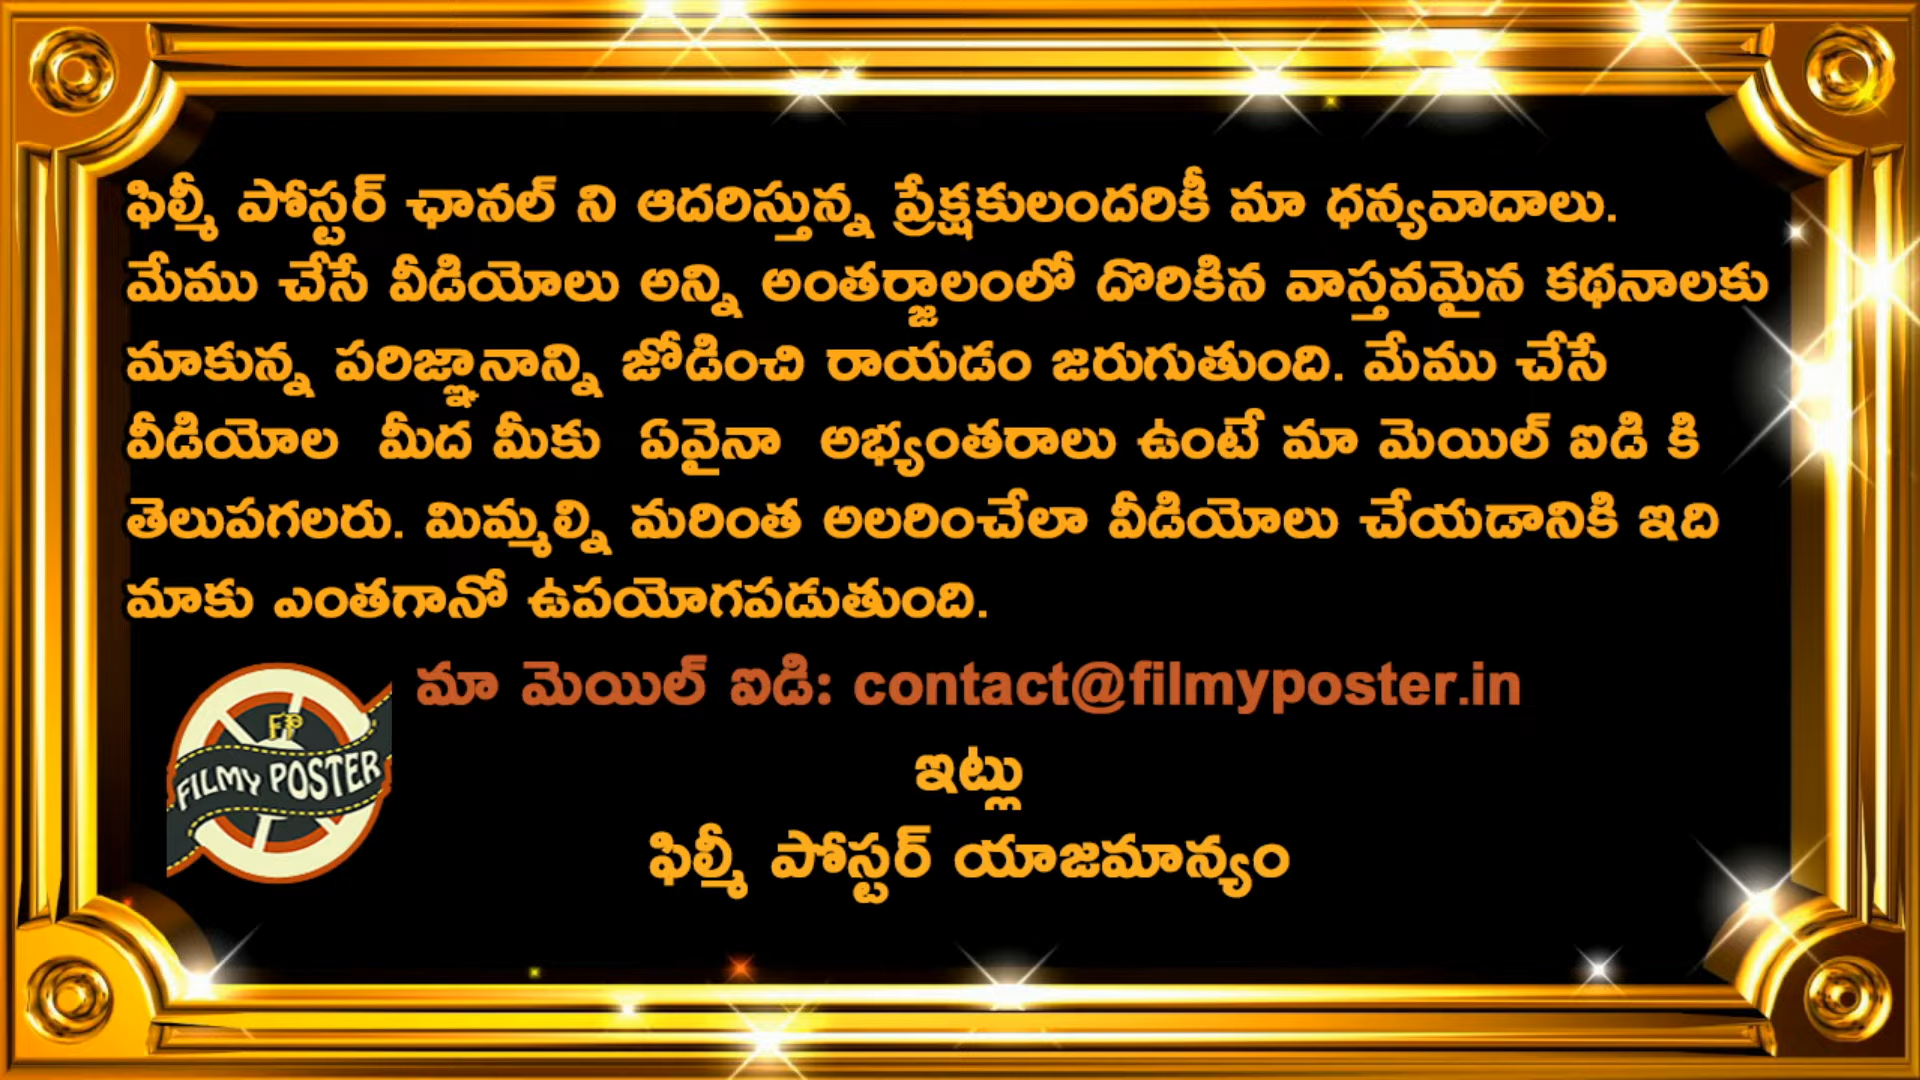 ఫిల్మీ పోస్టర్ ఛానల్ ని ఆదరిస్తున్న ప్రేక్షకులందరికీ మా ధన్యవాదాలు.
మేము చేసే వీడియోలు అన్ని అంతర్జాలంలో దొరికిన వాస్తవమైన కథనాలకు
మాకున్న పరిజ్ఞానాన్ని జోడించి రాయడం జరుగుతుంది. మేము చేసే
వీడియోల మీద మీకు ఏవైనా అభ్యంతరాలు ఉంటే మా మెయిల్ ఐడి కి
తెలుపగలరు. మిమ్మల్ని మరింత అలరించేలా వీడియోలు చేయడానికి ఇది
మాకు ఎంతగానో ఉపయోగపడుతుంది.
మా మెయిల్ ఐడి: contact@filmyposter.in
FP
FILMY POSTER
ఇట్లు
ఫిల్మీ పోస్టర్ యాజమాన్యం